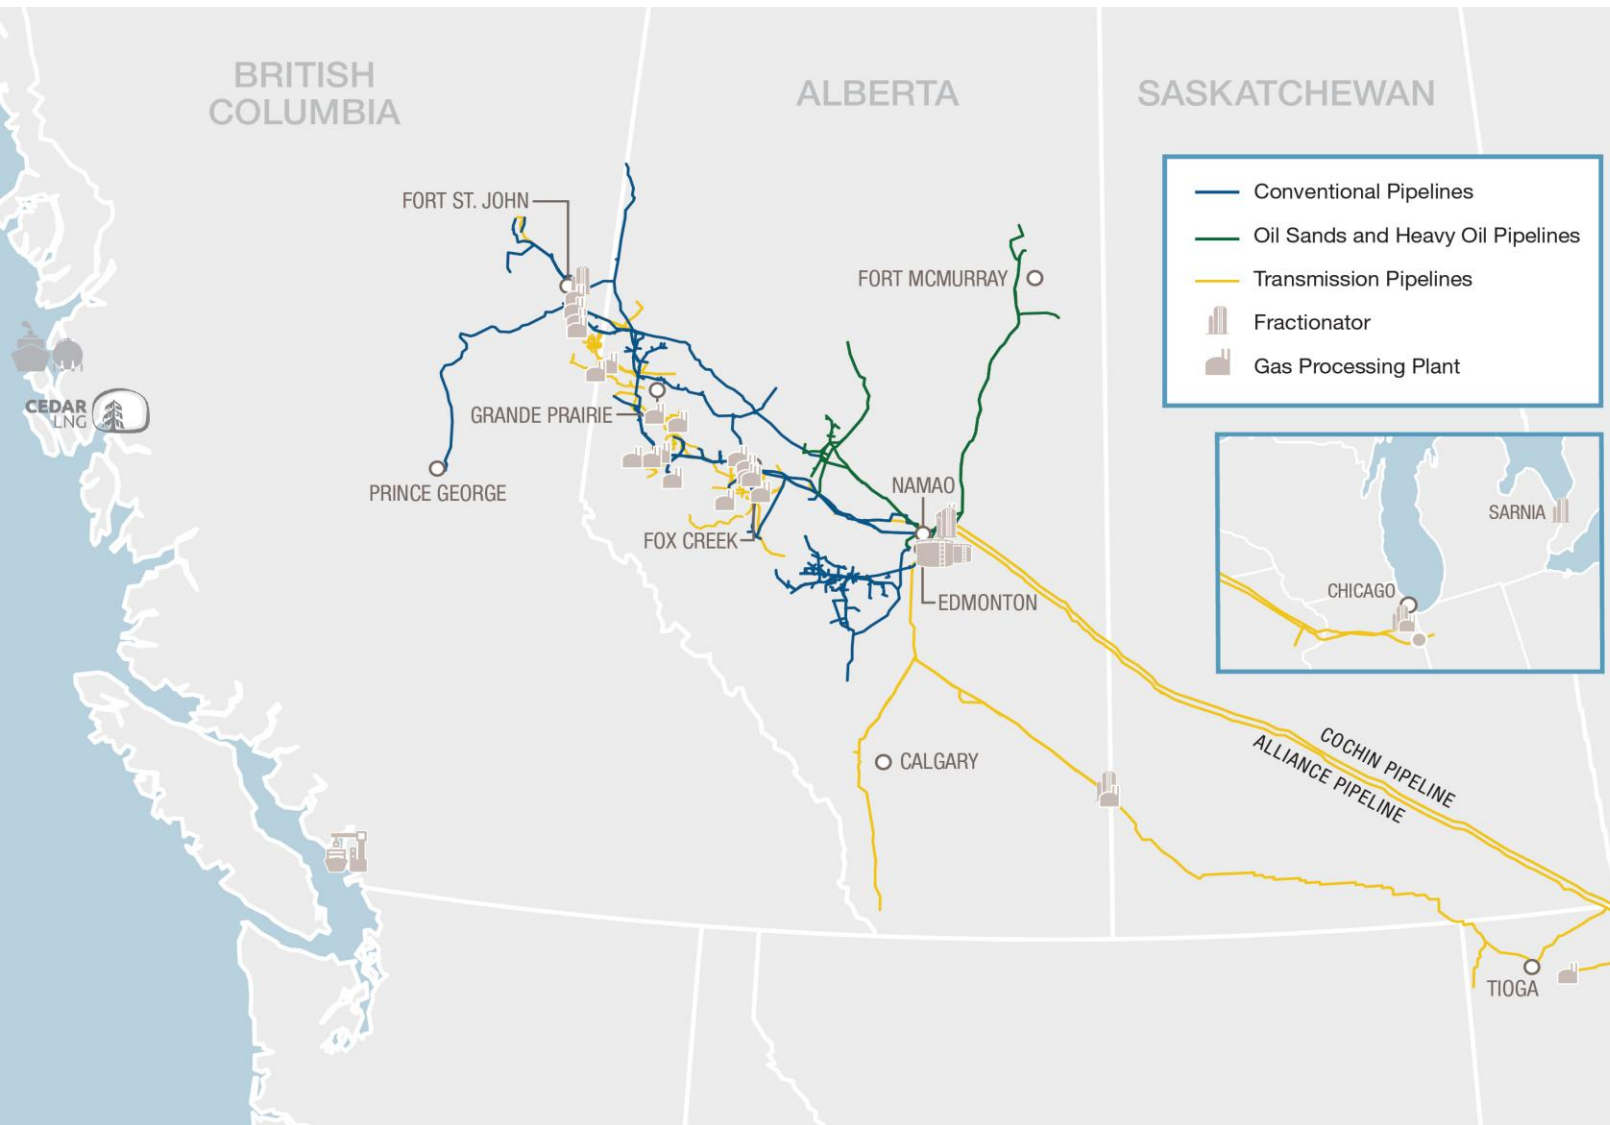 BRITISH
COLUMBIA
ALBERTA
SASKATCHEWAN
Conventional Pipelines
Oil Sands and Heavy Oil Pipelines
Transmission Pipelines
Fractionator
Gas Processing Plant
FORT ST. JOHN
FORT MCMURRAY
CEDAR
LNG
GRANDE PRAIRIE
PRINCE GEORGE
NAMAO
FOX CREEK
EDMONTON
SARNIA
CHICAGO
CALGARY
COCHIN PIPELINE
ALLIANCE PIPELINE
TIOGA